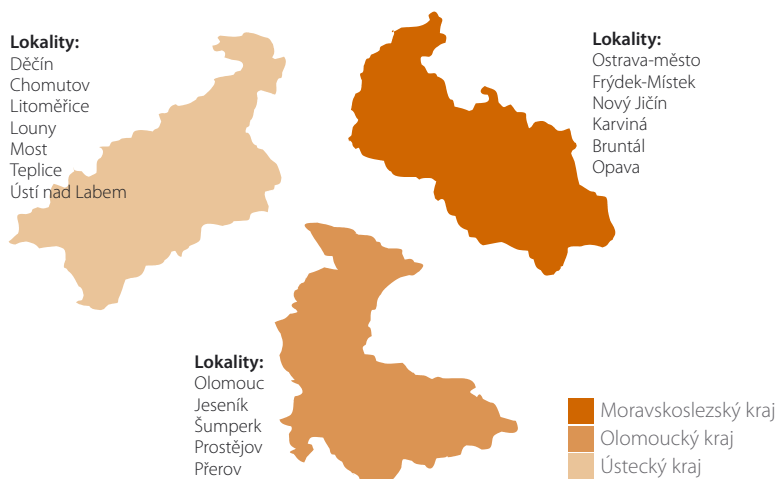 Lokality:
Děčín
Chomutov
Litoměřice
Louny
Most
Teplice
Ústí nad Labem
Lokality:
Ostrava-město
Frýdek-Místek
Nový Jičín
Karviná
Bruntál
Opava
Lokality:
Olomouc
Jeseník
Šumperk
Prostějov
Přerov
Moravskoslezský kraj
Olomoucký kraj
Ústecký kraj